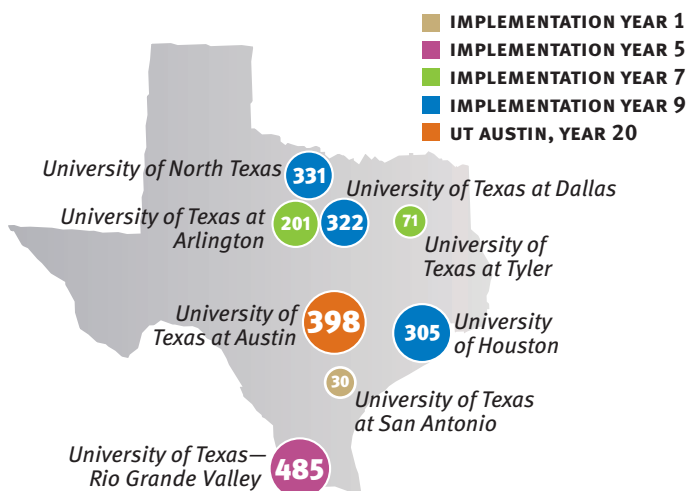 IMPLEMENTATION YEAR 1
IMPLEMENTATION YEAR 5
IMPLEMENTATION YEAR 7
IMPLEMENTATION YEAR 9
UT AUSTIN, YEAR 20
University of North Texas
331
University of Texas at Dallas
University of Texas at
Arlington
201
322
71
University of
Texas at Tyler
University of
Texas at Austin
398
305
University
of Houston
30
University of Texas
at San Antonio
University of Texas—
Rio Grande Valley
485